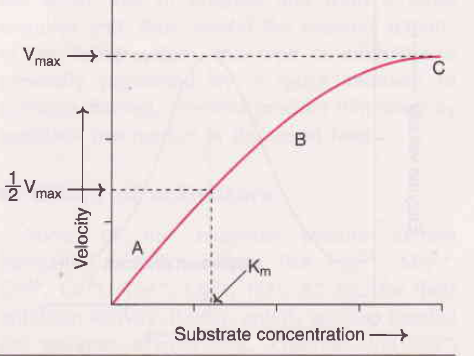 Vmax
C
B
1/2 Vmax
A
Velocity
Km
Substrate concentration